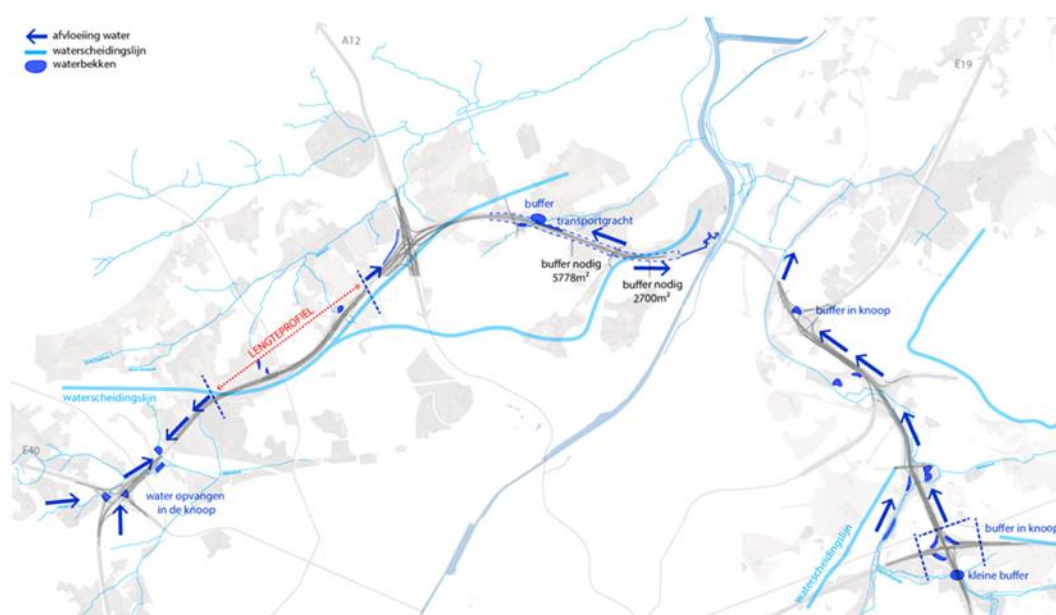 afvloeiing water
waterscheidingslijn
waterbekken
A12
E19
buffer
transportgracht
buffer nodig
5778m²
buffer nodig
2700m²
LENGTEPROFIEL
buffer in knoop
waterscheidingslijn
E40
water opvangen
in de knoop
waterscheidingslijn
buffer in knoop
kleine buffer